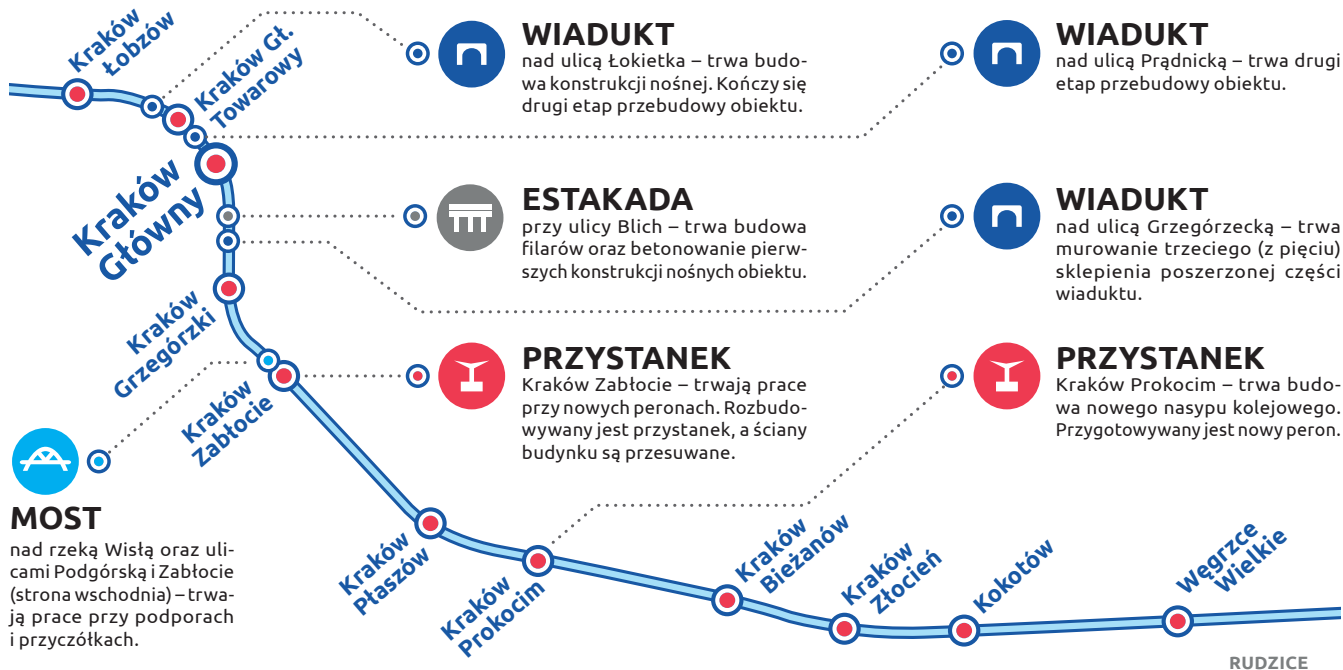 Kraków
Łobzów
Kraków Gł.
Towarowy
Kraków
Główny
Kraków
Grzegórzki
Kraków
Zabłocie
Kraków
Płaszów
Kraków
Prokocim
Kraków
Bieżanów
Kraków
Złocień
Kokotów
Węgrzce
Wielkie
RUDZICE
WIADUKT
nad ulicą Łokietka – trwa budo-
wa konstrukcji nośnej. Kończy się
drugi etap przebudowy obiektu.
WIADUKT
nad ulicą Prądnicką – trwa drugi
etap przebudowy obiektu.
ESTAKADA
przy ulicy Blich – trwa budowa
filarów oraz betonowanie pierw-
szych konstrukcji nośnych obiektu.
WIADUKT
nad ulicą Grzegórzecką – trwa
murowanie trzeciego (z pięciu)
sklepienia poszerzonej części
wiaduktu.
PRZYSTANEK
Kraków Zabłocie – trwają prace
przy nowych peronach. Rozbudo-
wywany jest przystanek, a ściany
budynku są przesuwane.
PRZYSTANEK
Kraków Prokocim – trwa budo-
wa nowego nasypu kolejowego.
Przygotowywany jest nowy peron.
MOST
nad rzeką Wisłą oraz uli-
cami Podgórską i Zabłocie
(strona wschodnia) – trwa-
ją prace przy podporach
i przyczółkach.